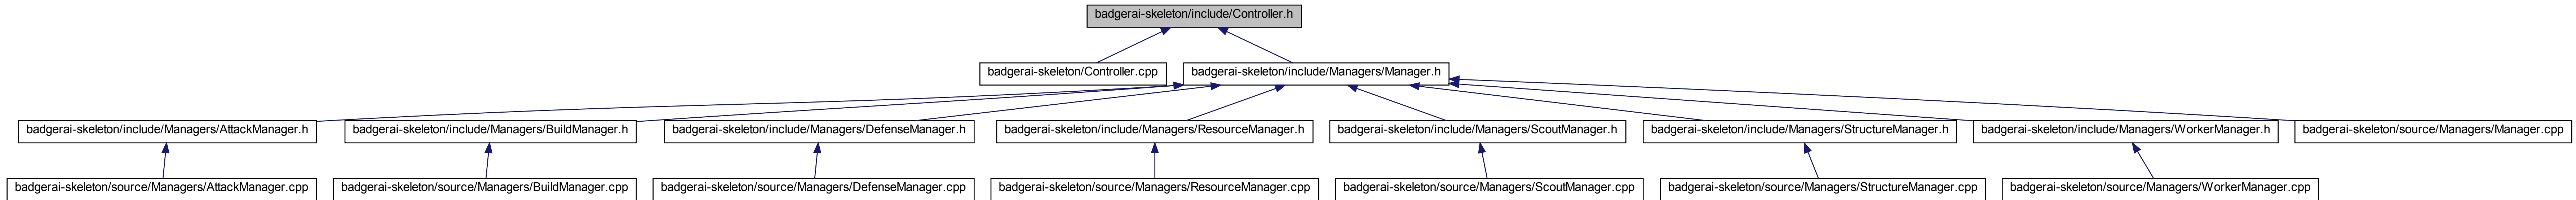 badgerai-skeleton/include/Controller.h
badgerai-skeleton/Controller.cpp
badgerai-skeleton/include/Managers/Manager.h
badgerai-skeleton/include/Managers/AttackManager.h
badgerai-skeleton/include/Managers/BuildManager.h
badgerai-skeleton/include/Managers/DefenseManager.h
badgerai-skeleton/include/Managers/ResourceManager.h
badgerai-skeleton/include/Managers/ScoutManager.h
badgerai-skeleton/include/Managers/StructureManager.h
badgerai-skeleton/include/Managers/WorkerManager.h
badgerai-skeleton/source/Managers/Manager.cpp
badgerai-skeleton/source/Managers/AttackManager.cpp
badgerai-skeleton/source/Managers/BuildManager.cpp
badgerai-skeleton/source/Managers/DefenseManager.cpp
badgerai-skeleton/source/Managers/ResourceManager.cpp
badgerai-skeleton/source/Managers/ScoutManager.cpp
badgerai-skeleton/source/Managers/StructureManager.cpp
badgerai-skeleton/source/Managers/WorkerManager.cpp